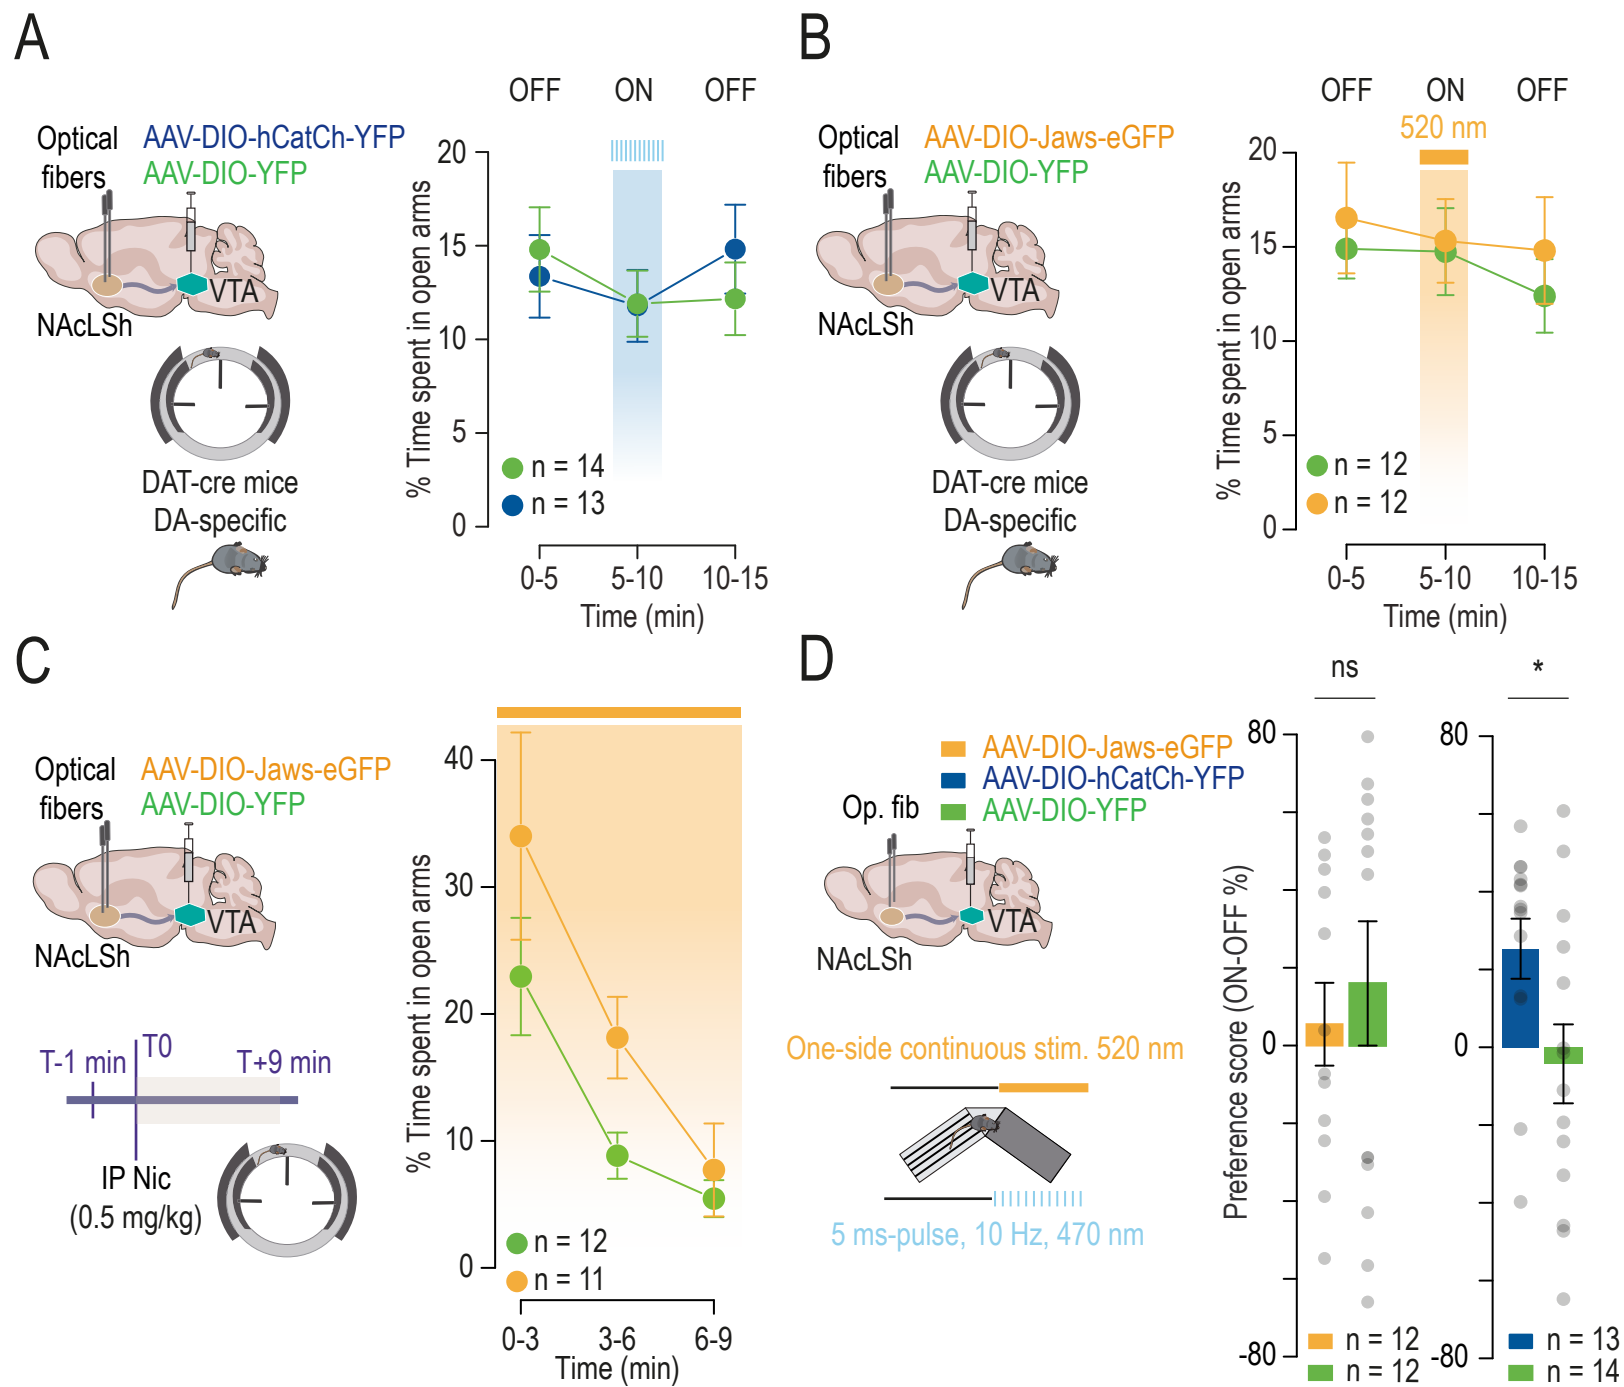 A
OFF ON OFF
Optical
fibers
AAV-DIO-hCatCh-YFP
AAV-DIO-YFP
VTA
NAcLSh
DAT-cre mice
DA-specific
% Time spent in open arms
20
15
10
5
0
n = 14
n = 13
0-5 5-10 10-15
Time (min)
B
OFF ON OFF
520 nm
Optical
fibers
AAV-DIO-Jaws-eGFP
AAV-DIO-YFP
VTA
NAcLSh
DAT-cre mice
DA-specific
% Time spent in open arms
20
15
10
5
0
n = 12
n = 12
0-5 5-10 10-15
Time (min)
C
Optical
fibers
AAV-DIO-Jaws-eGFP
AAV-DIO-YFP
VTA
NAcLSh
T-1 min T0 T+9 min
IP Nic
(0.5 mg/kg)
% Time spent in open arms
40
30
20
10
0
n = 12
n = 11
0-3 3-6 6-9
Time (min)
D
AAV-DIO-Jaws-eGFP
AAV-DIO-hCatCh-YFP
AAV-DIO-YFP
Op. fib
VTA
NAcLSh
One-side continuous stim. 520 nm
5 ms-pulse, 10 Hz, 470 nm
Preference score (ON-OFF %)
ns
80
0
-80
n = 12
n = 12
*
80
0
-80
n = 13
n = 14